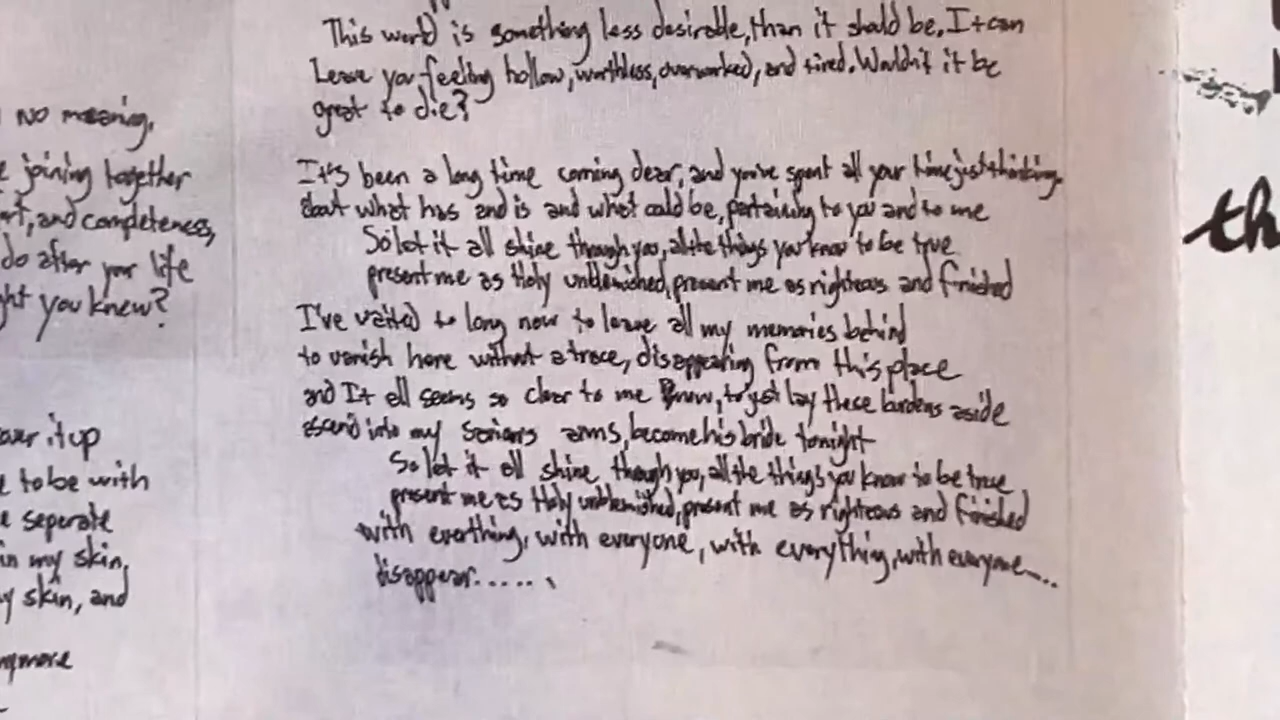 NO meaning,
joining together
and completeness,
do after your life
you knew?
it up
to be with
seperate
in my skin,
skin, and
This world is something less desirable, than it should be. It can
Leave you feeling hollow, worthless, overworked, and tired. Wouldn't it be
great to die?
It's been a long time coming dear, and you've spent all your time just thinking,
about what has and is and what could be, pertaining to you and to me
So let it all shine though you, all the things you know to be true
present me as Holy unblemished, present me as righteous and finished
I've waited to long now to leave all my memories behind
to vanish here without a trace, disappearing from this place
and It all seems so clear to me now, to just lay these burdens aside
ascend into my Saviors arms, become his bride tonight
So let it all shine, though you, all the things you know to be true
present me as Holy unblemished, present me as righteous and finished
with everthing, with everyone, with everything, with everyone....
disappear.....
th